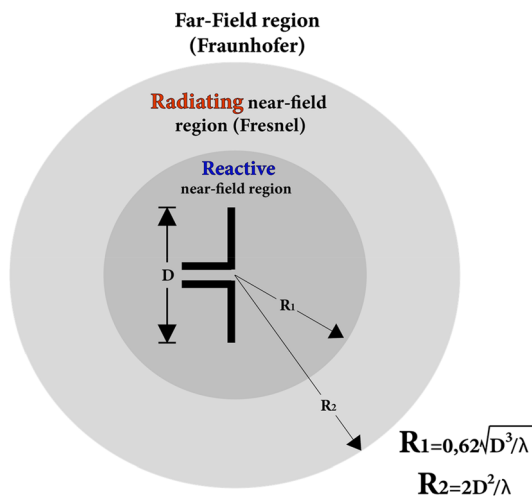 Far-Field region
(Fraunhofer)
Radiating near-field
region (Fresnel)
Reactive
near-field region
D
R₁
R₂
R₁=0,62√D³/λ
R₂=2D²/λ